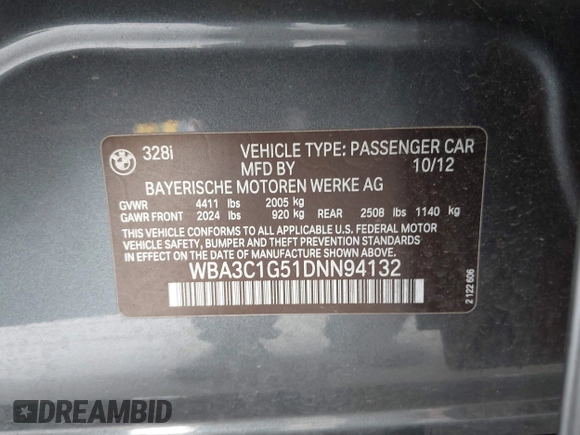 328i VEHICLE TYPE: PASSENGER CAR
MFD BY 10/12
BAYERISCHE MOTOREN WERKE AG
GVWR 4411 lbs 2005 kg
GAWR FRONT 2024 lbs 920 kg REAR 2508 lbs 1140 kg
THIS VEHICLE CONFORMS TO ALL APPLICABLE U.S. FEDERAL MOTOR
VEHICLE SAFETY, BUMPER AND THEFT PREVENTION STANDARDS
IN EFFECT ON THE DATE OF MANUFACTURE SHOWN ABOVE.
WBA3C1G51DNN94132
2 122 606
DREAMBID